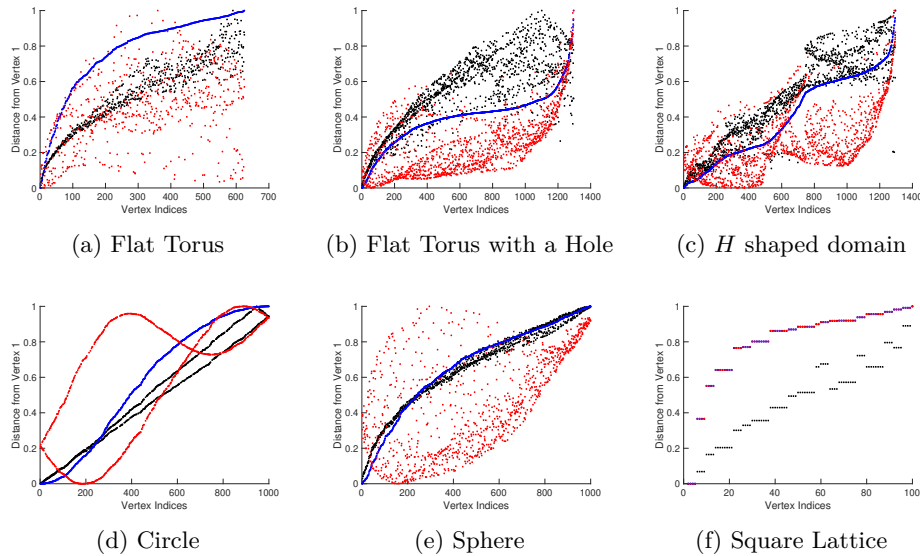 Distance from Vertex 1
1
0.8
0.6
0.4
0.2
0
0 100 200 300 400 500 600 700
Vertex Indices
(a) Flat Torus
Distance from Vertex 1
1
0.8
0.6
0.4
0.2
0
0 200 400 600 800 1000 1200 1400
Vertex Indices
(b) Flat Torus with a Hole
Distance from Vertex 1
1
0.8
0.6
0.4
0.2
0
0 200 400 600 800 1000 1200 1400
Vertex Indices
(c) H shaped domain
Distance from Vertex 1
1
0.8
0.6
0.4
0.2
0
0 200 400 600 800 1000
Vertex Indices
(d) Circle
Distance from Vertex 1
1
0.8
0.6
0.4
0.2
0
0 200 400 600 800 1000
Vertex Indices
(e) Sphere
Distance from Vertex 1
1
0.8
0.6
0.4
0.2
0
0 20 40 60 80 100
Vertex Indices
(f) Square Lattice